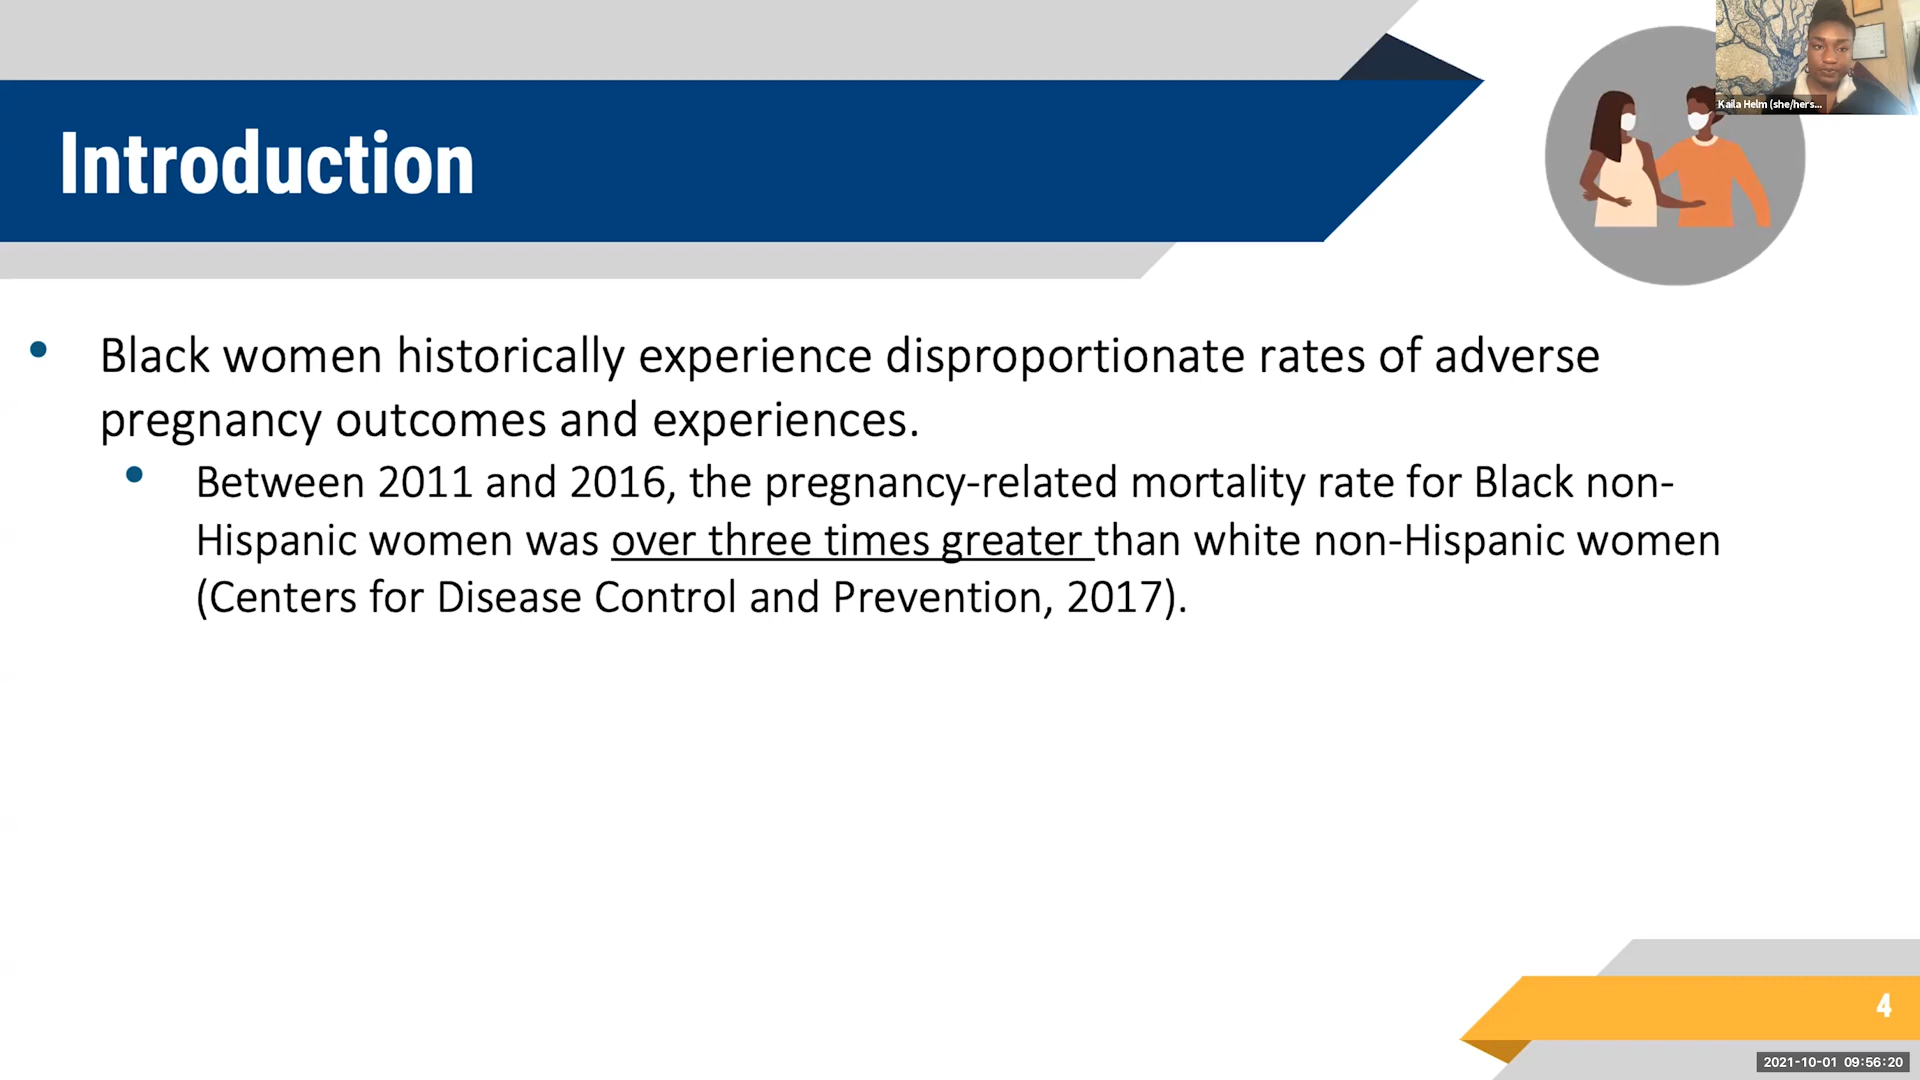 Kaila Helm (she/hers...
Introduction
• Black women historically experience disproportionate rates of adverse
pregnancy outcomes and experiences.
• Between 2011 and 2016, the pregnancy-related mortality rate for Black non-
Hispanic women was over three times greater than white non-Hispanic women
(Centers for Disease Control and Prevention, 2017).
4
2021-10-01 09:56:20